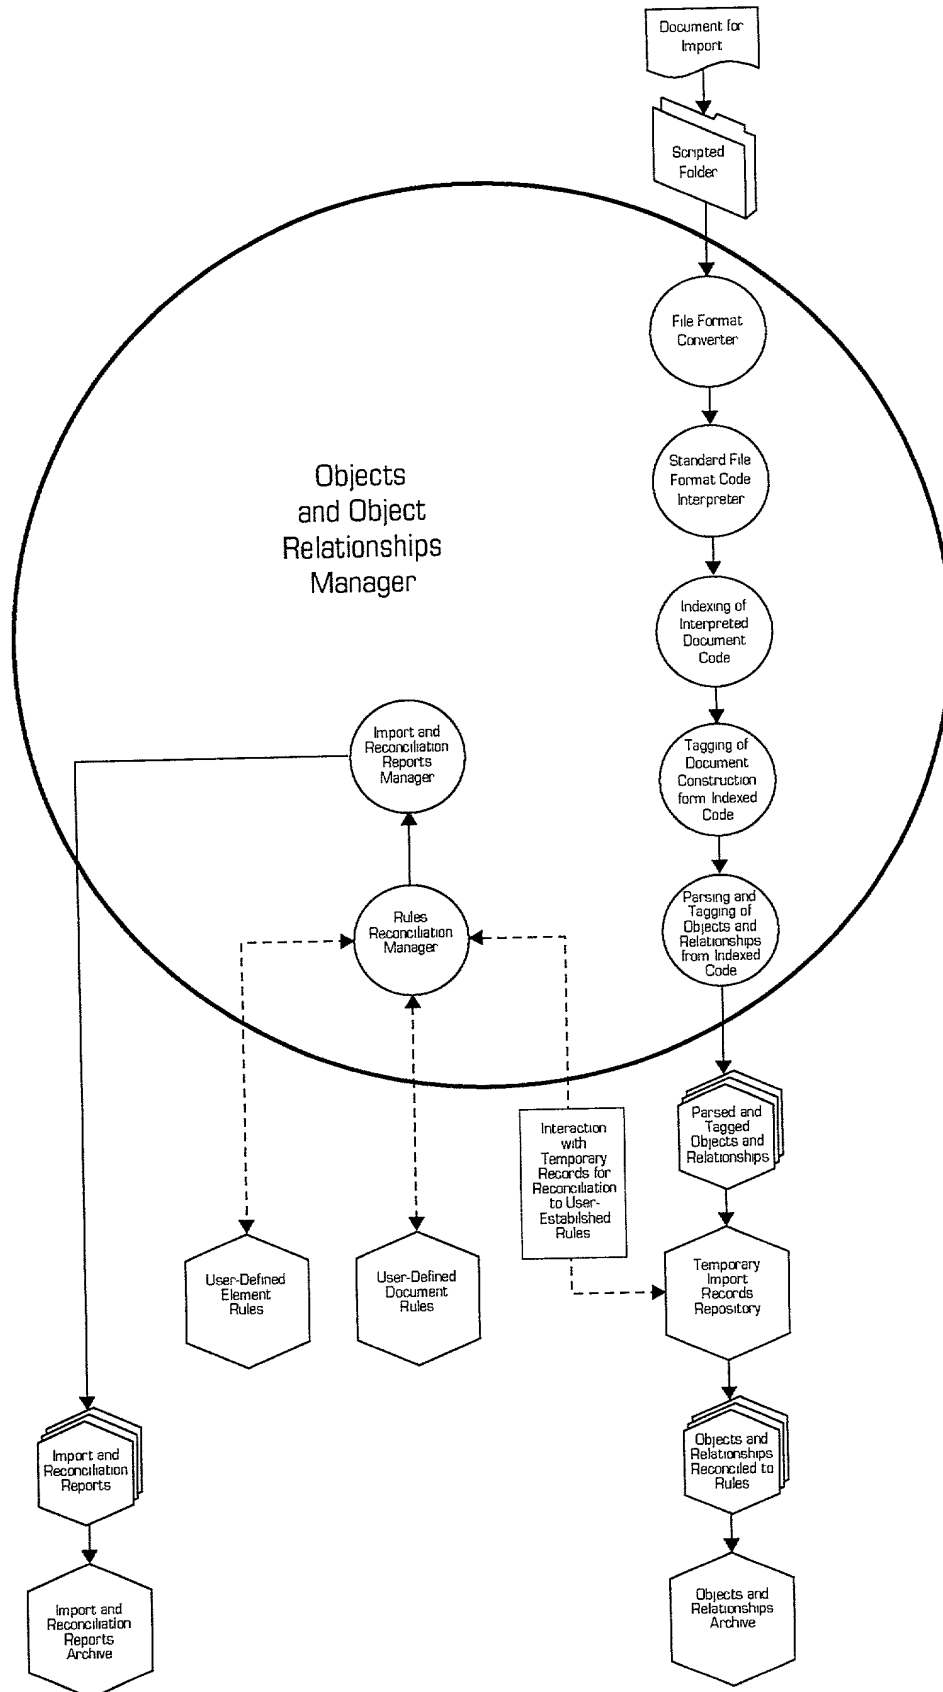 Document for
Import
Scripted
Folder
File Format
Converter
Standard File
Format Code
Interpreter
Objects
and Object
Relationships
Manager
Indexing of
Interpreted
Document
Code
Import and
Reconciliation
Reports
Manager
Tagging of
Document
Construction
form Indexed
Code
Rules
Reconciliation
Manager
Parsing and
Tagging of
Objects and
Relationships
from Indexed
Code
Interaction
with
Temporary
Records for
Reconciliation
to User-
Estabilshed
Rules
Parsed and
Tagged
Objects and
Relationships
User-Defined
Element
Rules
User-Defined
Document
Rules
Temporary
Import
Records
Repository
Import and
Reconciliation
Reports
Objects and
Relationships
Reconciled to
Rules
Import and
Reconciliation
Reports
Archive
Objects and
Relationships
Archive